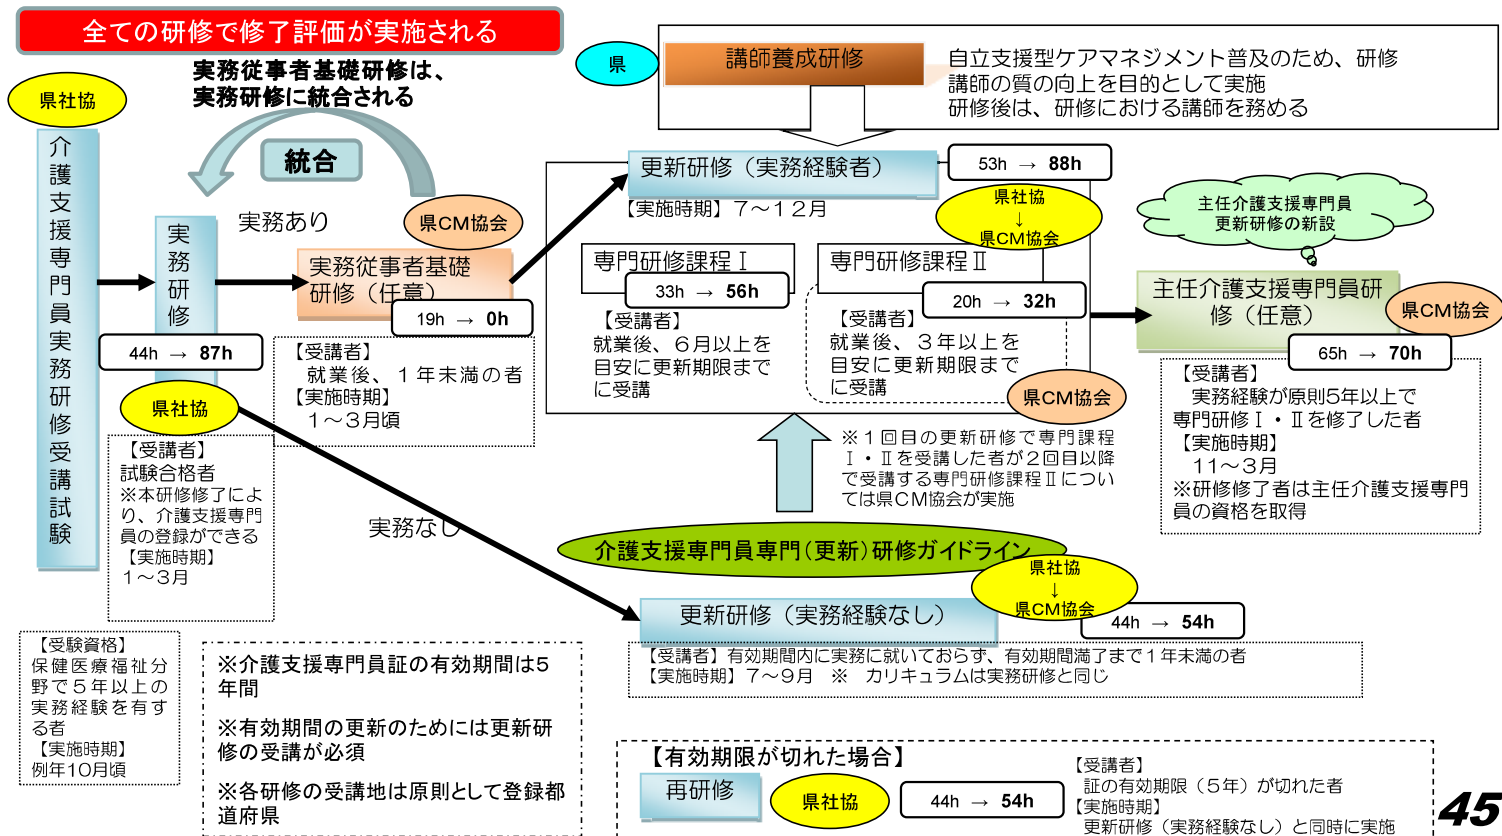 全ての研修で修了評価が実施される
実務従事者基礎研修は、
実務研修に統合される
県社協
統合
介護支援専門員実務研修受講試験
実務研修
44h → 87h
県社協
実務あり
県CM協会
実務従事者基礎
研修（任意）
19h → 0h
【受講者】
就業後、１年未満の者
【実施時期】
１～３月頃
【受講者】
試験合格者
※本研修修了によ
り、介護支援専門
員の登録ができる
【実施時期】
１～３月
実務なし
県
講師養成研修
自立支援型ケアマネジメント普及のため、研修
講師の質の向上を目的として実施
研修後は、研修における講師を務める
更新研修（実務経験者）
53h → 88h
【実施時期】７～１２月
県社協
↓
県CM協会
専門研修課程Ⅰ
33h → 56h
【受講者】
就業後、６月以上を
目安に更新期限まで
に受講
専門研修課程Ⅱ
20h → 32h
【受講者】
就業後、３年以上を
目安に更新期限まで
に受講
県CM協会
※１回目の更新研修で専門課程
Ⅰ・Ⅱを受講した者が２回目以降
で受講する専門研修課程Ⅱについ
ては県CM協会が実施
主任介護支援専門員
更新研修の新設
主任介護支援専門員研
修（任意）
県CM協会
65h → 70h
【受講者】
実務経験が原則5年以上で
専門研修Ⅰ・Ⅱを修了した者
【実施時期】
11～３月
※研修修了者は主任介護支援専門
員の資格を取得
介護支援専門員専門（更新）研修ガイドライン
県社協
↓
県CM協会
更新研修（実務経験なし）
44h → 54h
【受講者】有効期間内に実務に就いておらず、有効期間満了まで１年未満の者
【実施時期】７～９月　※　カリキュラムは実務研修と同じ
【受験資格】
保健医療福祉分
野で５年以上の
実務経験を有す
る者
【実施時期】
例年10月頃
※介護支援専門員証の有効期間は５
年間
※有効期間の更新のためには更新研
修の受講が必須
※各研修の受講地は原則として登録都
道府県
【有効期限が切れた場合】
再研修
県社協
44h → 54h
【受講者】
証の有効期限（５年）が切れた者
【実施時期】
更新研修（実務経験なし）と同時に実施
45